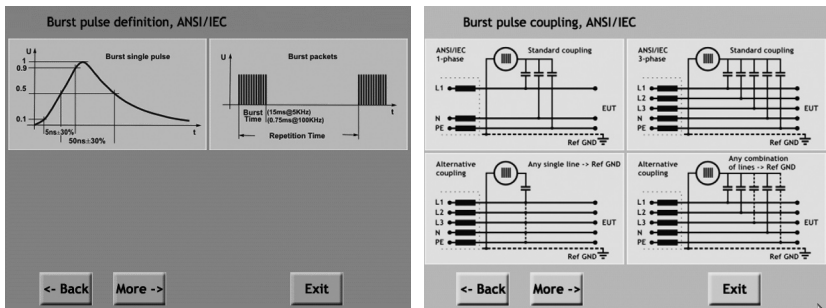 Burst pulse definition, ANSI/IEC
U
Burst single pulse
1
0.9
0.5
0.1
t
5ns±30%
50ns±30%
U
Burst packets
t
Burst Time
(15ms@5KHz)
(0.75ms@100KHz)
Repetition Time
<- Back
More ->
Exit
Burst pulse coupling, ANSI/IEC
ANSI/IEC
1-phase
Standard coupling
L1
N
PE
EUT
Ref GND
ANSI/IEC
3-phase
Standard coupling
L1
L2
L3
N
PE
EUT
Ref GND
Alternative
coupling
Any single line -> Ref GND
L1
L2
L3
N
PE
EUT
Ref GND
Alternative
coupling
Any combination
of lines -> Ref GND
L1
L2
L3
N
PE
EUT
Ref GND
<- Back
More ->
Exit